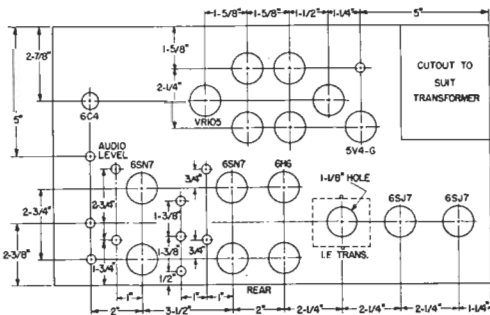 1-5/8" 1-5/8" 1-1/2" 1-1/4" 5"
2-7/8"
1-5/8"
CUTOUT TO
SUIT
TRANSFORMER
2-1/4"
6C4
VR105
5"
5V4-G
AUDIO
LEVEL
6SN7
6SN7
6H6
3/4"
1-1/8" HOLE
6SJ7
6SJ7
2-3/4"
2-3/4"
1-3/8"
1-3/8"
3/4"
2-3/8"
1-3/4"
1/2"
I.F. TRANS.
REAR
1" 1" 1"
2" 3-1/2" 2" 2-1/4" 2-1/4" 2-1/4" 1-1/4"